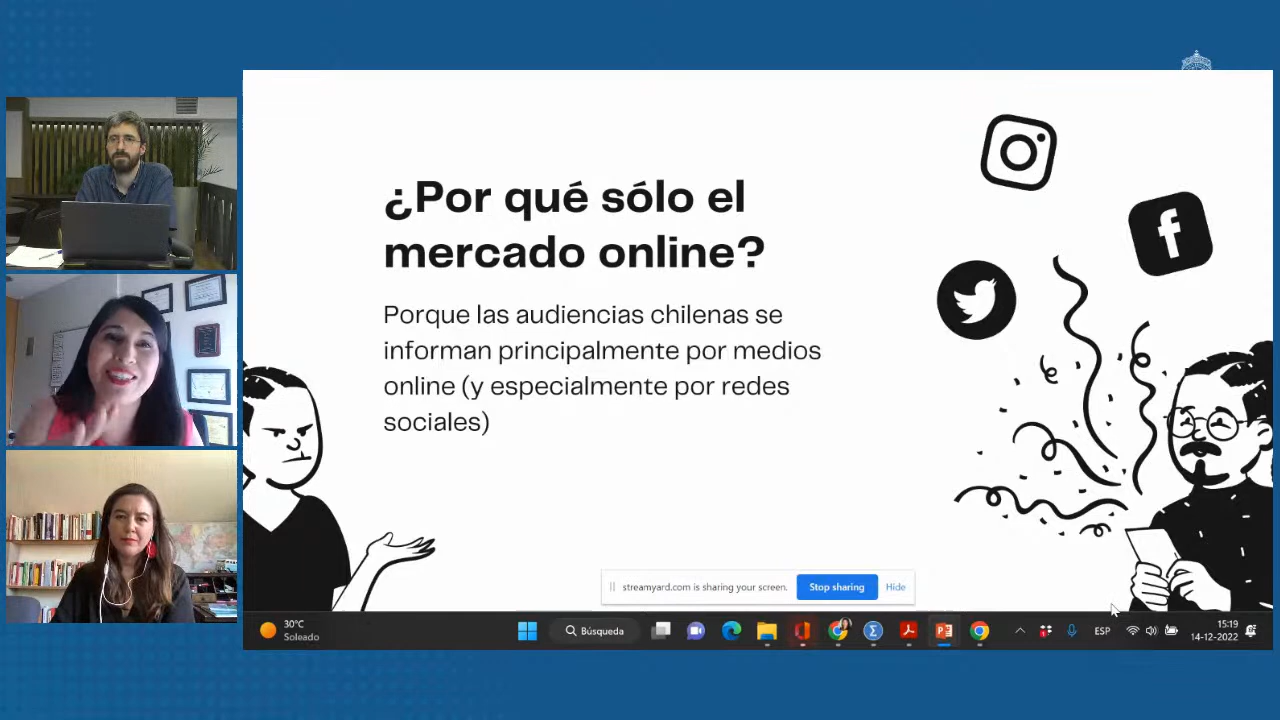 ¿Por qué sólo el
mercado online?
Porque las audiencias chilenas se
informan principalmente por medios
online (y especialmente por redes
sociales)
streamyard.com is sharing your screen.
Stop sharing
Hide
30°C
Soleado
Búsqueda
ESP
15:19
14-12-2022